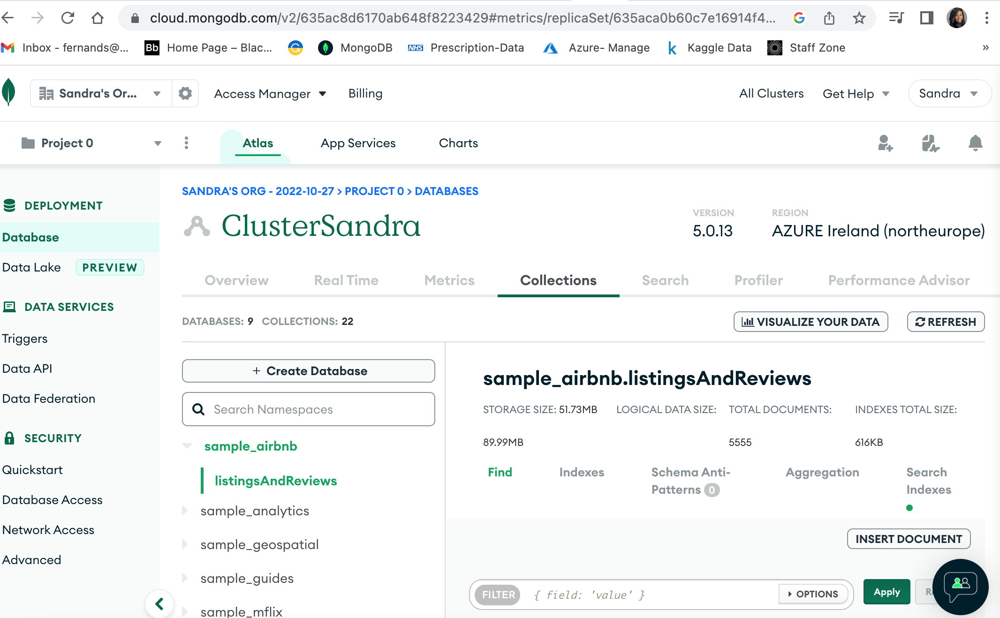 cloud.mongodb.com/v2/635ac8d6170ab648f8223429#metrics/replicaSet/635aca0b60c7e16914f4...
Inbox - fernands@... Bb Home Page – Blac... MongoDB NHS Prescription-Data Azure- Manage k Kaggle Data Staff Zone »
Sandra's Or... Access Manager Billing All Clusters Get Help Sandra
Project 0 Atlas App Services Charts
SANDRA'S ORG - 2022-10-27 > PROJECT 0 > DATABASES
ClusterSandra
VERSION
5.0.13
REGION
AZURE Ireland (northeurope)
DEPLOYMENT
Database
Data Lake PREVIEW
DATA SERVICES
Triggers
Data API
Data Federation
SECURITY
Quickstart
Database Access
Network Access
Advanced
Overview Real Time Metrics Collections Search Profiler Performance Advisor
DATABASES: 9 COLLECTIONS: 22
VISUALIZE YOUR DATA
REFRESH
+ Create Database
Search Namespaces
sample_airbnb
listingsAndReviews
sample_analytics
sample_geospatial
sample_guides
sample_mflix
sample_airbnb.listingsAndReviews
STORAGE SIZE: 51.73MB LOGICAL DATA SIZE: TOTAL DOCUMENTS: INDEXES TOTAL SIZE:
89.99MB 5555 616KB
Find Indexes Schema Anti-
Patterns 0
Aggregation
Search
Indexes
INSERT DOCUMENT
FILTER { field: 'value' } OPTIONS Apply